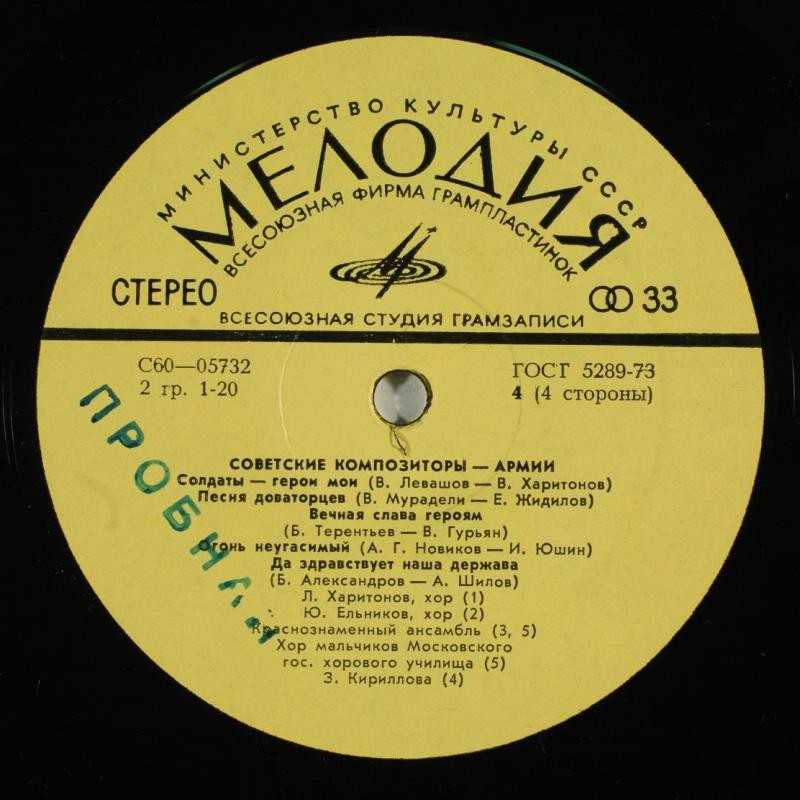 МИНИСТЕРСТВО КУЛЬТУРЫ СССР
МЕЛОДИЯ
ВСЕСОЮЗНАЯ ФИРМА ГРАМПЛАСТИНОК
СТЕРЕО
33
ВСЕСОЮЗНАЯ СТУДИЯ ГРАМЗАПИСИ
С60—05732
ГОСТ 5289-73
2 гр. 1-20
4 (4 стороны)
ПРОБНАЯ
СОВЕТСКИЕ КОМПОЗИТОРЫ — АРМИИ
Солдаты — герои мои (В. Левашов — В. Харитонов)
Песня доваторцев (В. Мурадели — Е. Жидилов)
Вечная слава героям
(Б. Терентьев — В. Гурьян)
Огонь неугасимый (А. Г. Новиков — И. Юшин)
Да здравствует наша держава
(Б. Александров — А. Шилов)
Л. Харитонов, хор (1)
Ю. Ельников, хор (2)
Краснознаменный ансамбль (3, 5)
Хор мальчиков Московского
гос. хорового училища (5)
З. Кириллова (4)